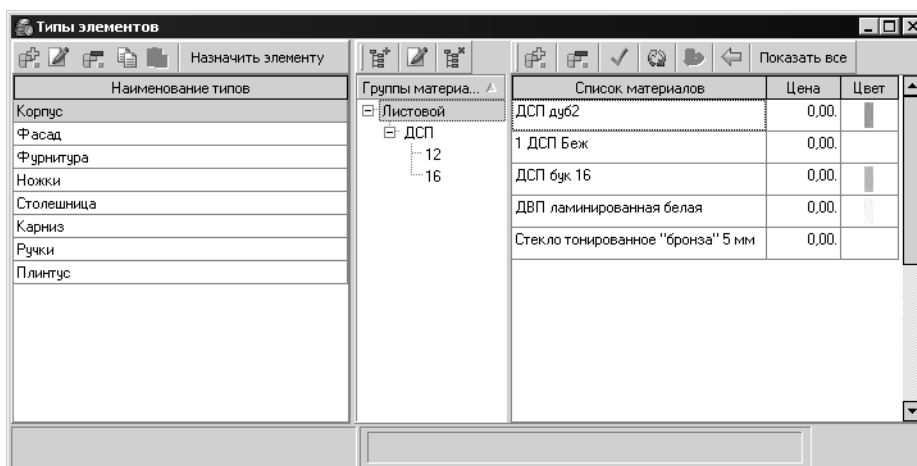 Типы элементов
Назначить элементу
Показать все
Наименование типов
Корпус
Фасад
Фурнитура
Ножки
Столешница
Карниз
Ручки
Плинтус
Группы материа...
Листовой
ДСП
12
16
Список материалов Цена Цвет
ДСП дуб2 0,00.
1 ДСП Беж 0,00.
ДСП бук 16 0,00.
ДВП ламинированная белая 0,00.
Стекло тонированное "бронза" 5 мм 0,00.